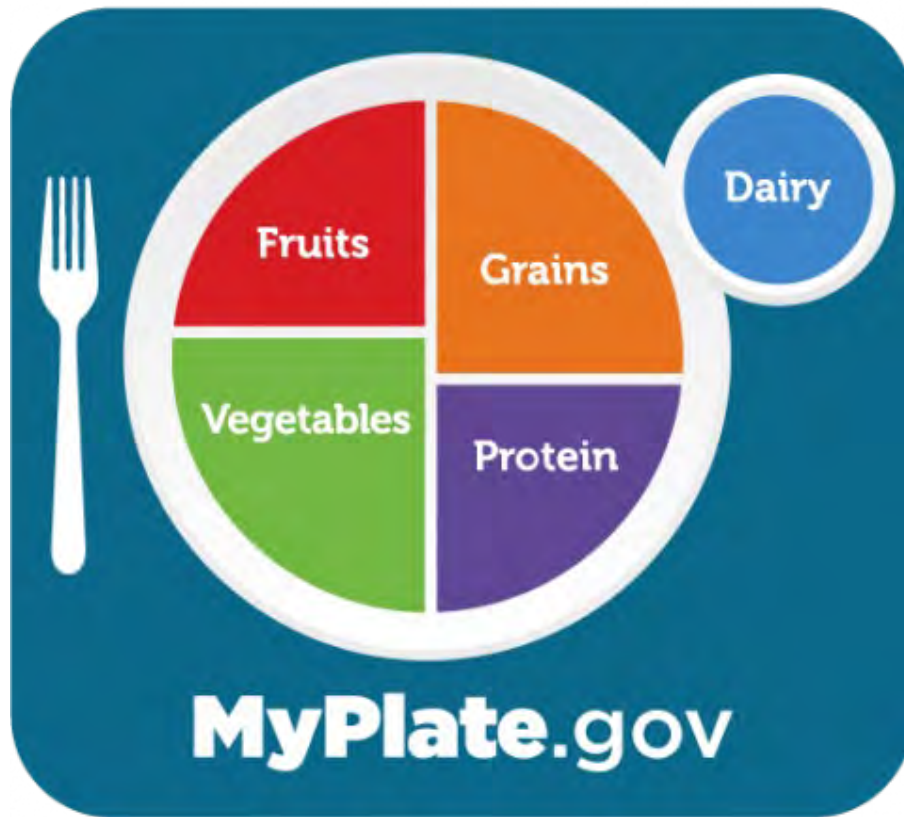 Fruits
Grains
Dairy
Vegetables
Protein
MyPlate.gov